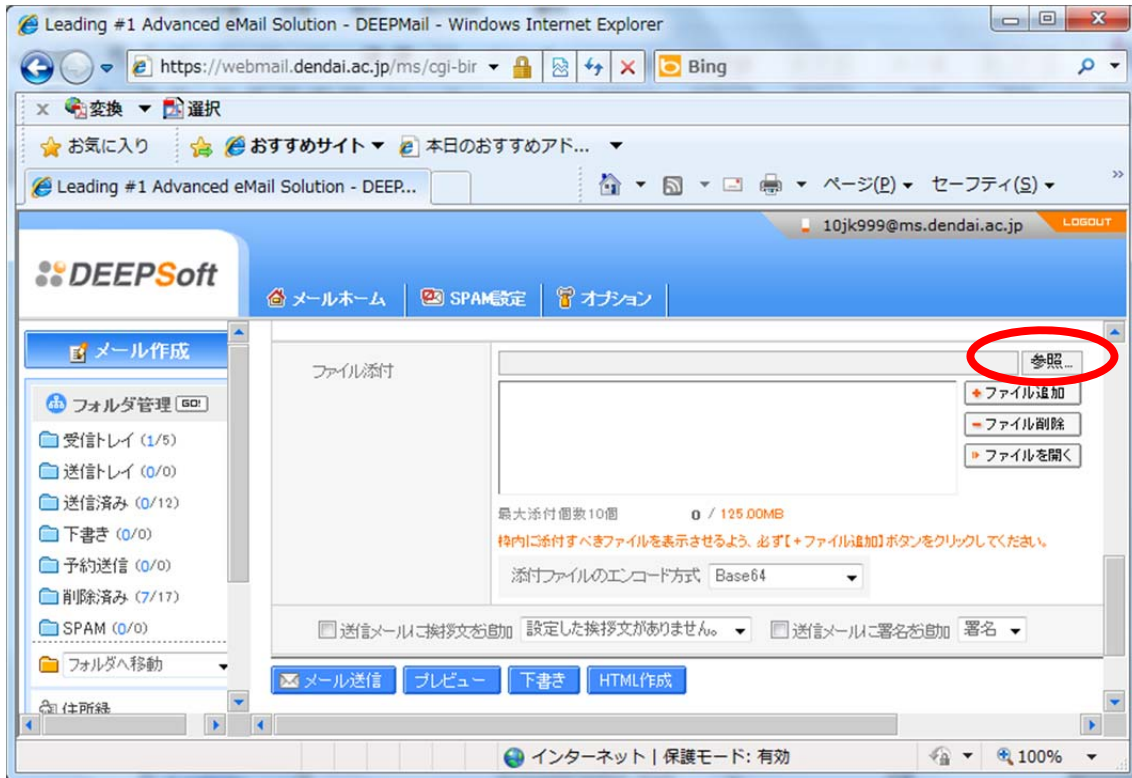 Leading #1 Advanced eMail Solution - DEEPMail - Windows Internet Explorer
https://webmail.dendai.ac.jp/ms/cgi-bir
Bing
x 変換 選択
お気に入り おすすめサイト 本日のおすすめアド...
Leading #1 Advanced eMail Solution - DEEP... ページ(P) セーフティ(S) »
10jk999@ms.dendai.ac.jp LOGOUT
DEEPSoft
メールホーム SPAM設定 オプション
メール作成
フォルダ管理 GO!
受信トレイ (1/5)
送信トレイ (0/0)
送信済み (0/12)
下書き (0/0)
予約送信 (0/0)
削除済み (7/17)
SPAM (0/0)
フォルダへ移動
住所録
ファイル添付
参照...
+ファイル追加
-ファイル削除
ファイルを開く
最大添付個数10個 0 / 125.00MB
枠内に添付すべきファイルを表示させるよう、必ず【+ファイル追加】ボタンをクリックしてください。
添付ファイルのエンコード方式 Base64
送信メールに挨拶文を追加 設定した挨拶文がありません。 送信メールに署名を追加 署名
メール送信 プレビュー 下書き HTML作成
インターネット | 保護モード: 有効 100%